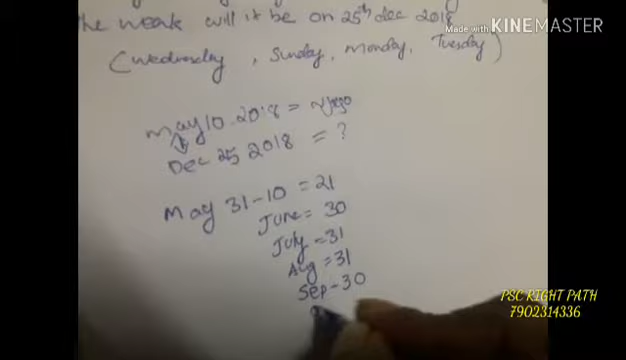 the weak will it be on 25th dec 2018
Made with KINEMASTER
(Wednesday, Sunday, Monday, Tuesday)
May 10.2018 =
Dec 25 2018 = ?
May 31-10 = 21
June = 30
July = 31
Aug = 31
Sep - 30
PSC RIGHT PATH
7902314336